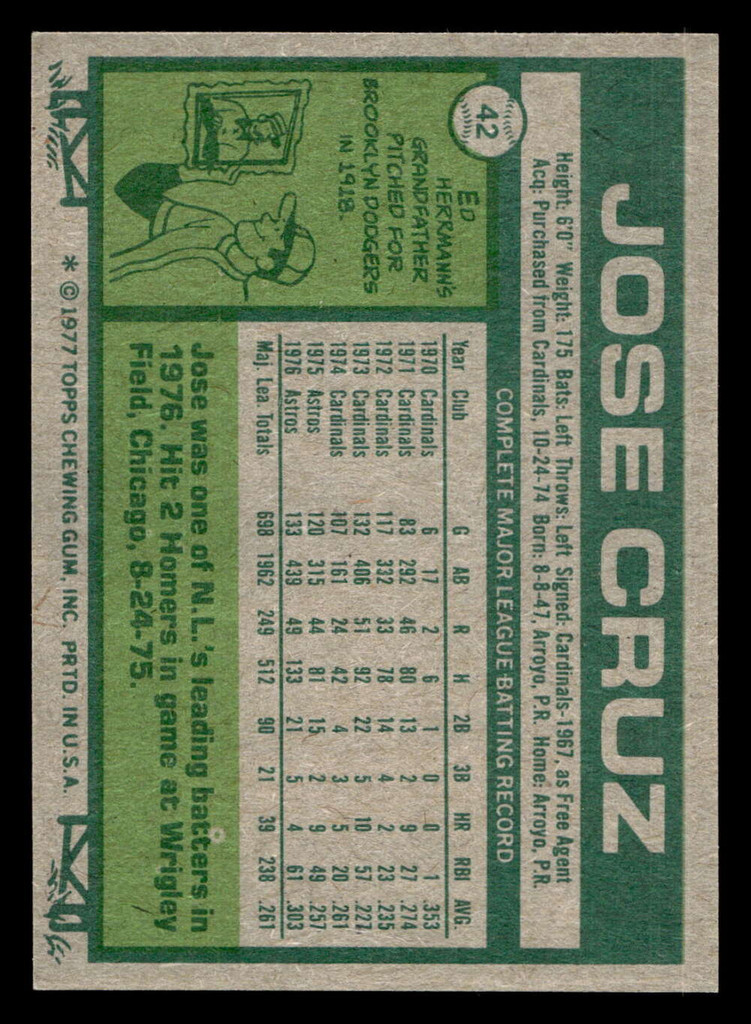 JOSE CRUZ
42
Height: 6'0" Weight: 175 Bats: Left Throws: Left Signed: Cardinals-1967, as Free Agent
Acq: Purchased from Cardinals, 10-24-74 Born: 8-8-47, Arroyo, P.R. Home: Arroyo, P.R.
ED
HERRMANN'S
GRANDFATHER
PITCHED FOR
BROOKLYN DODGERS
IN 1918.
COMPLETE MAJOR LEAGUE BATTING RECORD
Year Club G AB R H 2B 3B HR RBI AVG.
1970 Cardinals 6 17 2 6 1 0 0 1 .353
1971 Cardinals 83 292 46 80 13 2 9 27 .274
1972 Cardinals 117 332 33 78 14 4 2 23 .235
1973 Cardinals 132 406 51 92 22 5 10 57 .227
1974 Cardinals 107 161 24 42 4 3 5 20 .261
1975 Astros 120 315 44 81 15 2 9 49 .257
1976 Astros 133 439 49 133 21 5 4 61 .303
Maj. Lea. Totals 698 1962 249 512 90 21 39 238 .261
Jose was one of N.L.'s leading batters in
1976. Hit 2 Homers in game at Wrigley
Field, Chicago, 8-24-75.
* © 1977 TOPPS CHEWING GUM, INC. PRTD. IN U.S.A.